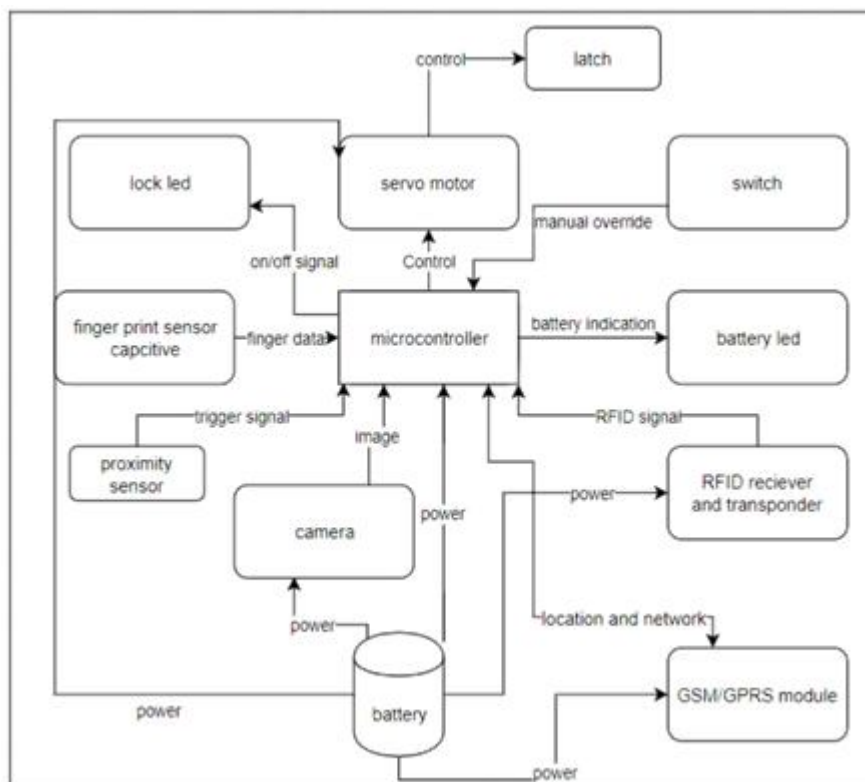 control
latch
lock led
servo motor
switch
manual override
on/off signal
Control
finger print sensor
capcitive
finger data
microcontroller
battery indication
battery led
trigger signal
RFID signal
image
proximity
sensor
RFID reciever
and transponder
power
power
camera
power
location and network
GSM/GPRS module
battery
power
power